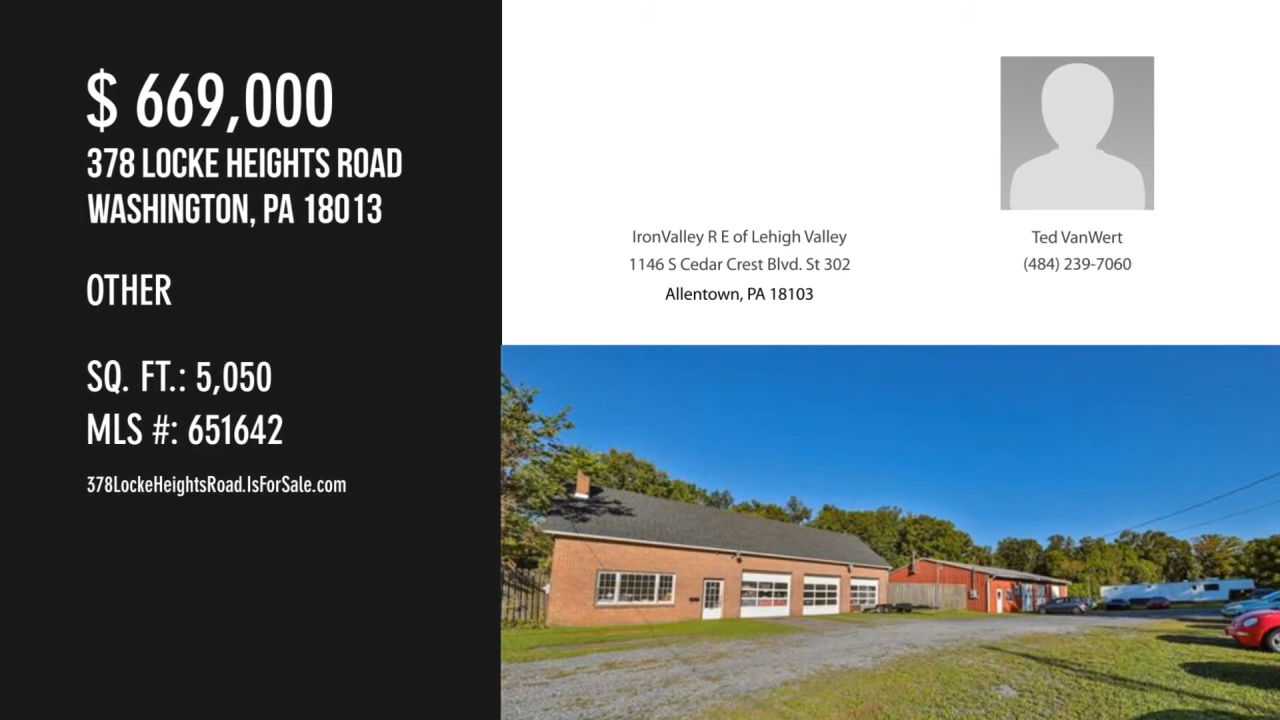 $ 669,000
378 LOCKE HEIGHTS ROAD
WASHINGTON, PA 18013
OTHER
SQ. FT.: 5,050
MLS #: 651642
378LockeHeightsRoad.IsForSale.com
IronValley R E of Lehigh Valley
1146 S Cedar Crest Blvd. St 302
Allentown, PA 18103
Ted VanWert
(484) 239-7060